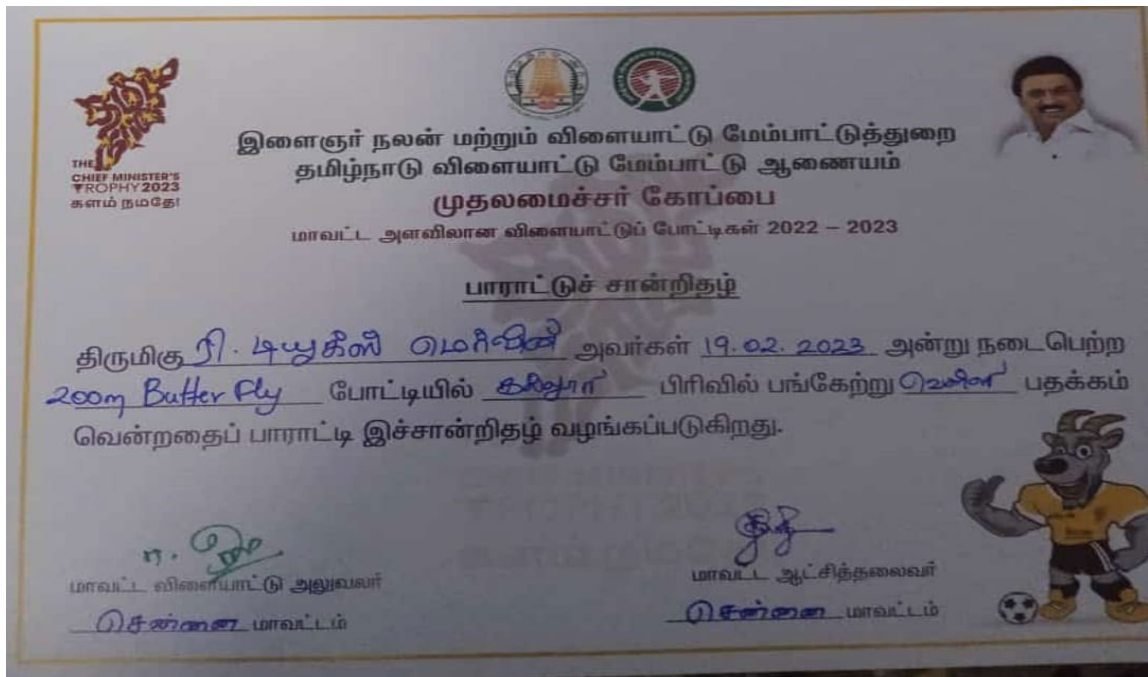 THE
CHIEF MINISTER'S
TROPHY 2023
களம் நமதே!
இளைஞர் நலன் மற்றும் விளையாட்டு மேம்பாட்டுத்துறை
தமிழ்நாடு விளையாட்டு மேம்பாட்டு ஆணையம்
முதலமைச்சர் கோப்பை
மாவட்ட அளவிலான விளையாட்டுப் போட்டிகள் 2022 – 2023
பாராட்டுச் சான்றிதழ்
திருமிகு ரி. டியுகீஸ் மெர்வின் அவர்கள் 19.02.2023 அன்று நடைபெற்ற
200m Butter Fly போட்டியில் கல்லூரி பிரிவில் பங்கேற்று வெள்ளி பதக்கம்
வென்றதைப் பாராட்டி இச்சான்றிதழ் வழங்கப்படுகிறது.
மாவட்ட விளையாட்டு அலுவலர்
சென்னை மாவட்டம்
மாவட்ட ஆட்சித்தலைவர்
சென்னை மாவட்டம்